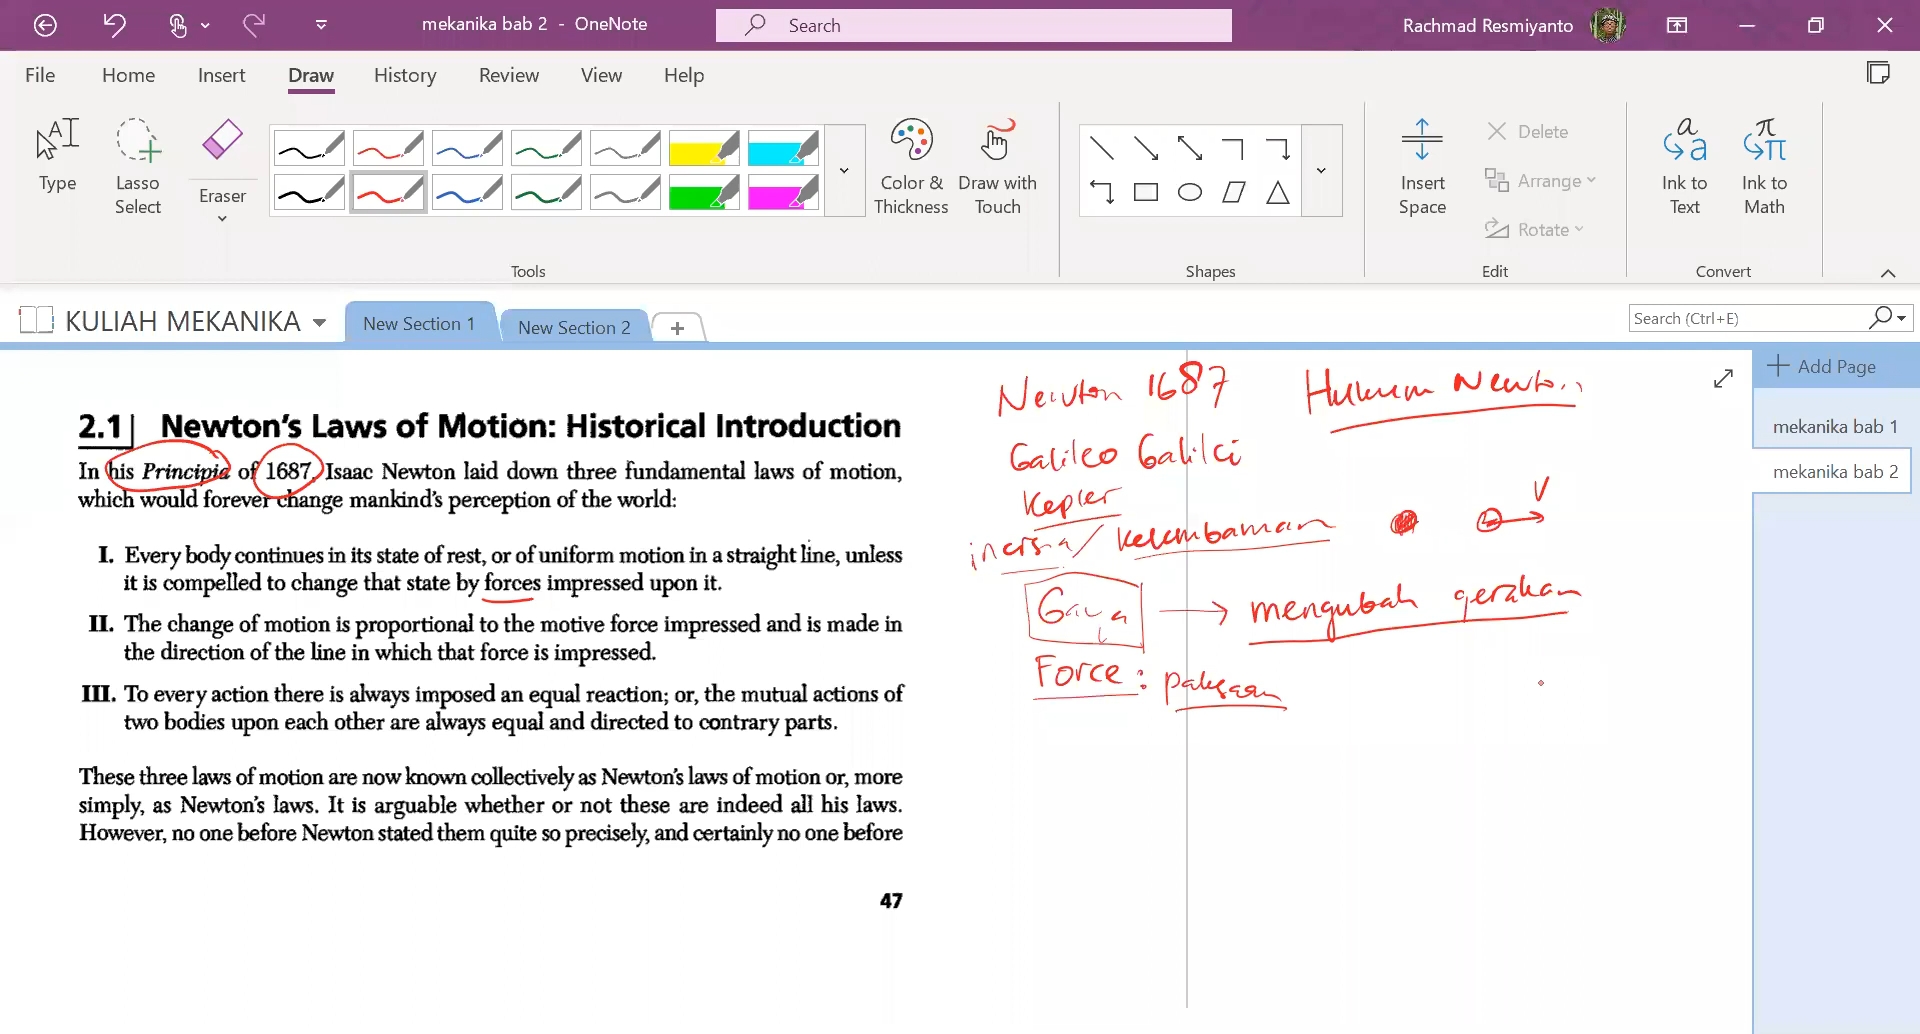 mekanika bab 2 - OneNote
Search
Rachmad Resmiyanto
File Home Insert Draw History Review View Help
Type
Lasso Select
Eraser
Color & Thickness
Draw with Touch
Insert Space
Delete
Arrange
Rotate
Ink to Text
Ink to Math
Tools
Shapes
Edit
Convert
KULIAH MEKANIKA
New Section 1
New Section 2
Search (Ctrl+E)
Add Page
mekanika bab 1
mekanika bab 2
2.1 Newton's Laws of Motion: Historical Introduction
In his Principia of 1687, Isaac Newton laid down three fundamental laws of motion,
which would forever change mankind's perception of the world:
I. Every body continues in its state of rest, or of uniform motion in a straight line, unless
it is compelled to change that state by forces impressed upon it.
II. The change of motion is proportional to the motive force impressed and is made in
the direction of the line in which that force is impressed.
III. To every action there is always imposed an equal reaction; or, the mutual actions of
two bodies upon each other are always equal and directed to contrary parts.
These three laws of motion are now known collectively as Newton's laws of motion or, more
simply, as Newton's laws. It is arguable whether or not these are indeed all his laws.
However, no one before Newton stated them quite so precisely, and certainly no one before
47
Newton 1687
Hukum Newton
Galileo Galilei
Kepler
inersia / kelembaman
V
Gaya → mengubah gerakan
Force : paksaan